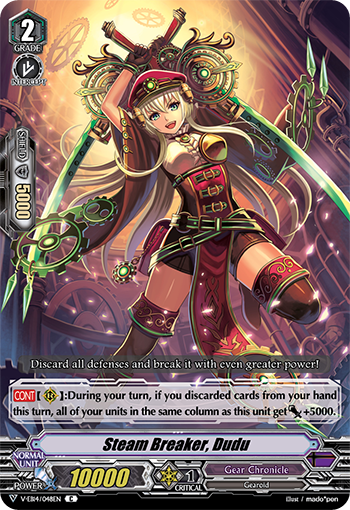 2
GRADE
INTERCEPT
SHIELD
5000
Discard all defenses and break it with even greater power!
CONT [ ]:During your turn, if you discarded cards from your hand
this turn, all of your units in the same column as this unit get +5000.
Steam Breaker, Dudu
NORMAL
UNIT
POWER
10000
1
CRITICAL
Gear Chronicle
Gearoid
V-EB14/048EN C
Illust / mado*pen